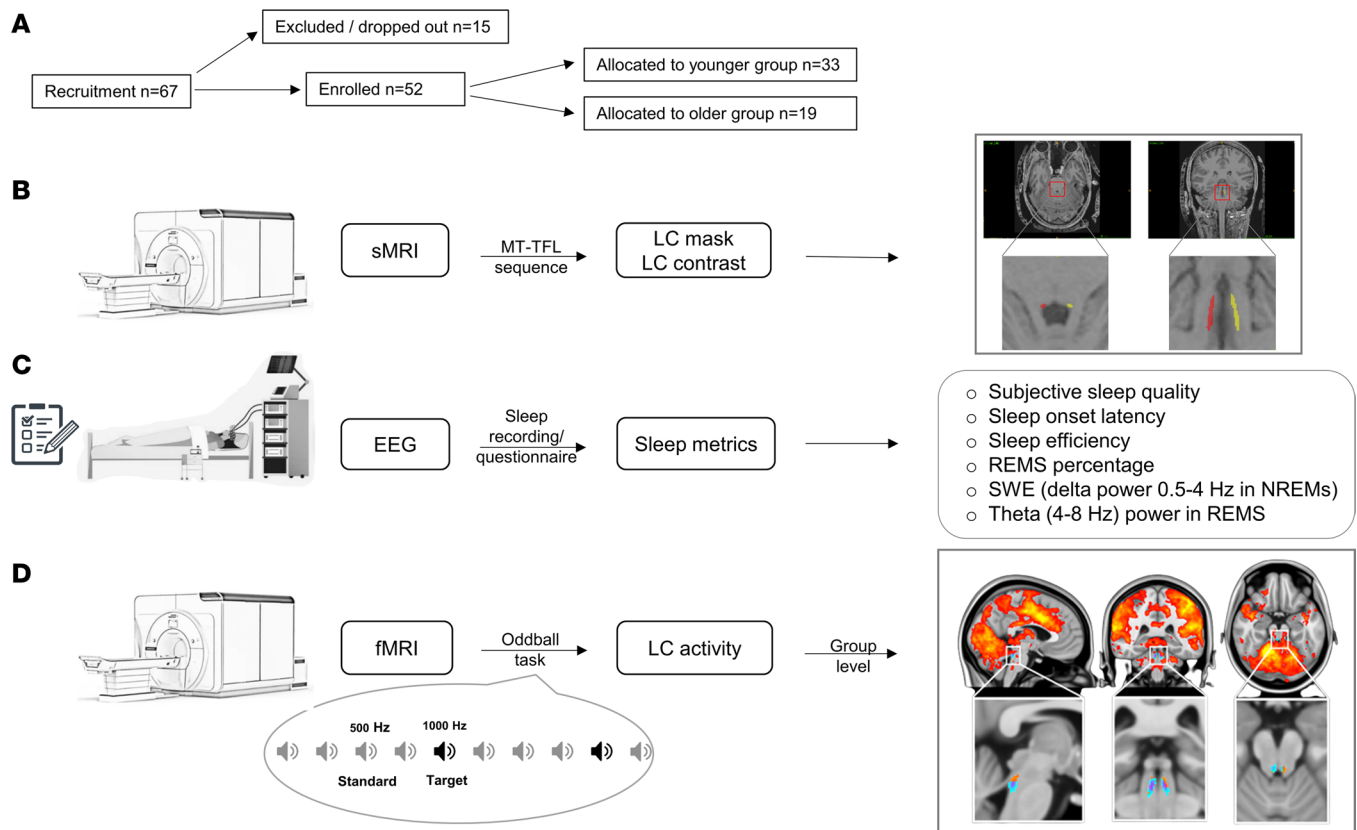 A
Excluded / dropped out n=15
Recruitment n=67
Enrolled n=52
Allocated to younger group n=33
Allocated to older group n=19
B
sMRI
MT-TFL
sequence
LC mask
LC contrast
C
EEG
Sleep
recording/
questionnaire
Sleep metrics
Subjective sleep quality
Sleep onset latency
Sleep efficiency
REMS percentage
SWE (delta power 0.5-4 Hz in NREMs)
Theta (4-8 Hz) power in REMS
D
fMRI
Oddball
task
LC activity
Group
level
500 Hz
1000 Hz
Standard
Target